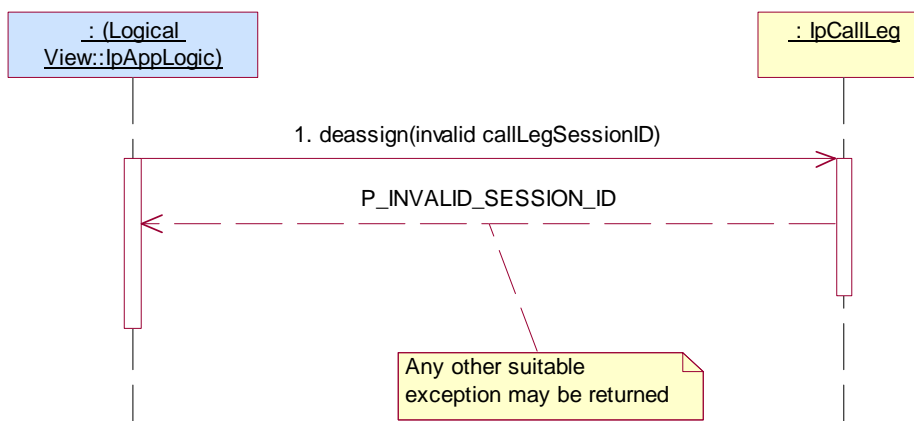 : (Logical
View::IpAppLogic)
: IpCallLeg
1. deassign(invalid callLegSessionID)
P_INVALID_SESSION_ID
Any other suitable
exception may be returned